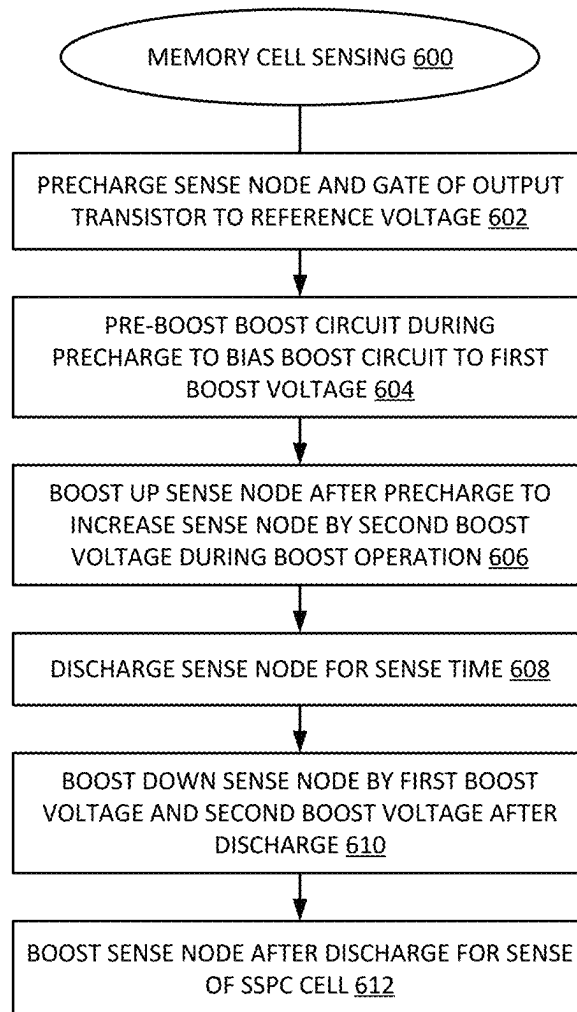 MEMORY CELL SENSING 600
PRECHARGE SENSE NODE AND GATE OF OUTPUT
TRANSISTOR TO REFERENCE VOLTAGE 602
PRE-BOOST BOOST CIRCUIT DURING
PRECHARGE TO BIAS BOOST CIRCUIT TO FIRST
BOOST VOLTAGE 604
BOOST UP SENSE NODE AFTER PRECHARGE TO
INCREASE SENSE NODE BY SECOND BOOST
VOLTAGE DURING BOOST OPERATION 606
DISCHARGE SENSE NODE FOR SENSE TIME 608
BOOST DOWN SENSE NODE BY FIRST BOOST
VOLTAGE AND SECOND BOOST VOLTAGE AFTER
DISCHARGE 610
BOOST SENSE NODE AFTER DISCHARGE FOR SENSE
OF SSPC CELL 612